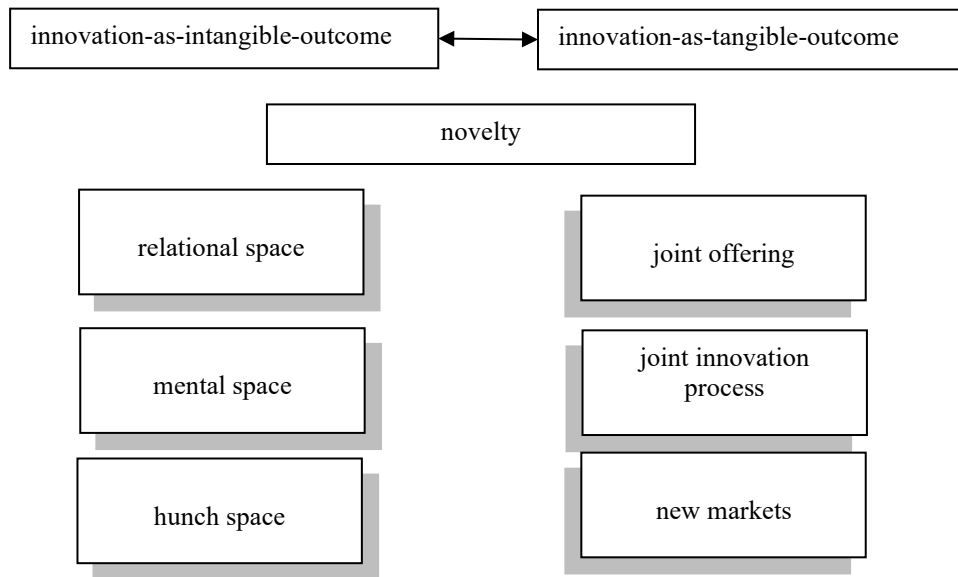 innovation-as-intangible-outcome
innovation-as-tangible-outcome
novelty
relational space
joint offering
mental space
joint innovation
process
hunch space
new markets